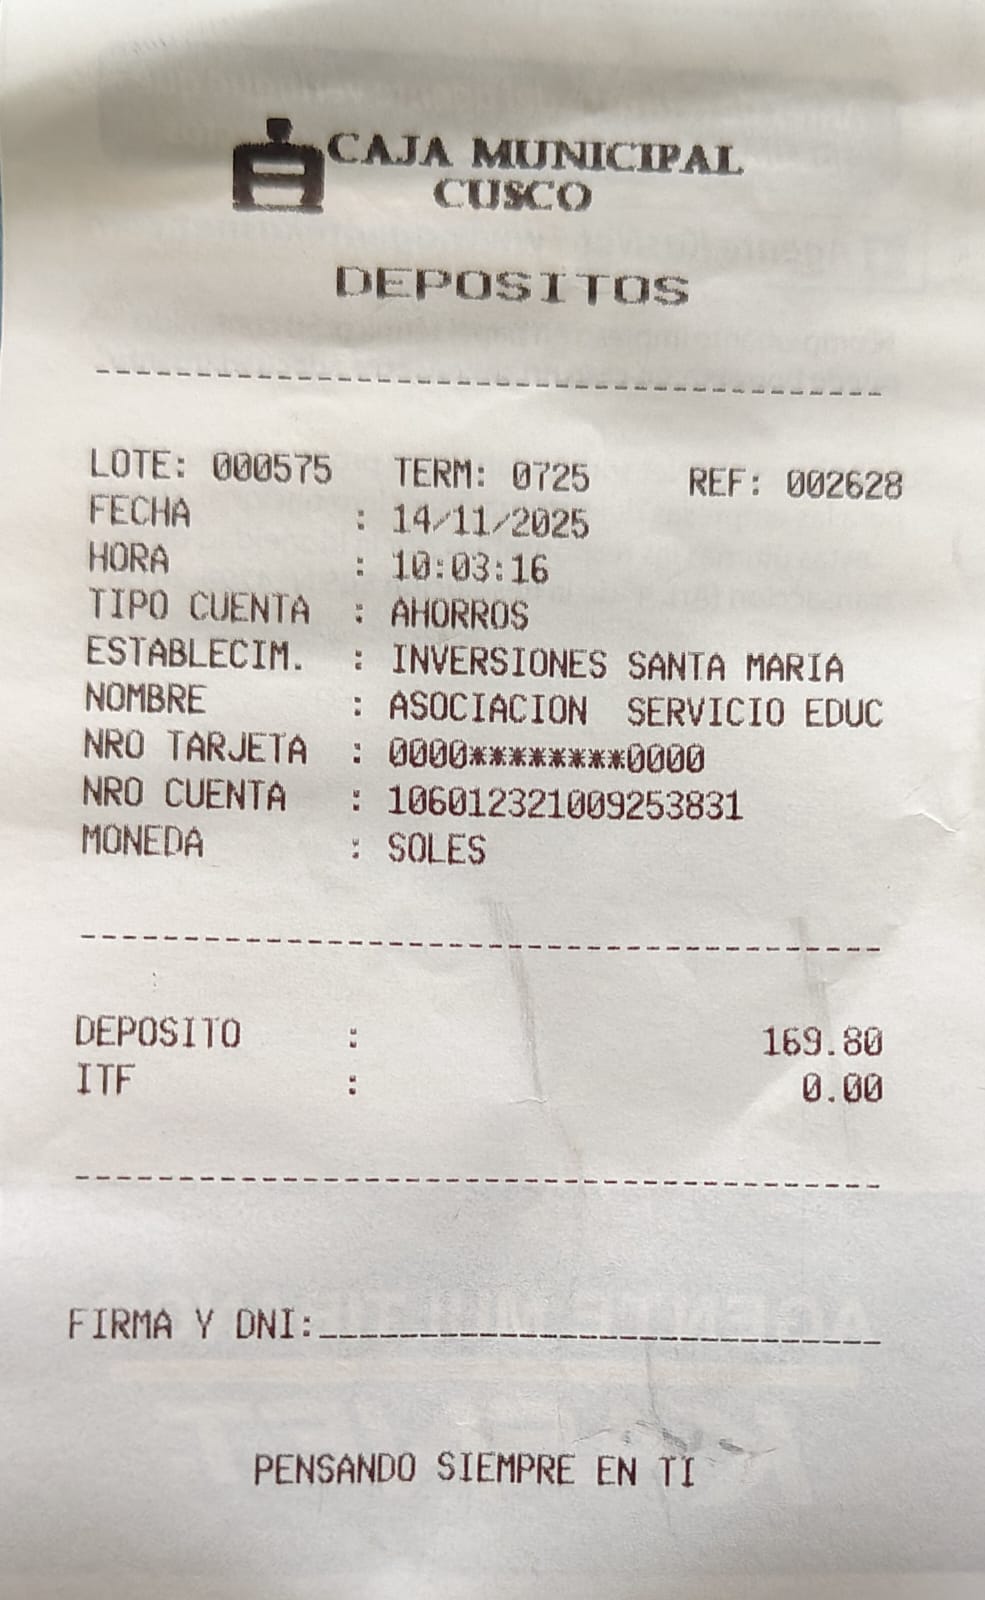 CAJA MUNICIPAL
CUSCO
DEPOSITOS
LOTE: 000575 TERM: 0725 REF: 002628
FECHA : 14/11/2025
HORA : 10:03:16
TIPO CUENTA : AHORROS
ESTABLECIM. : INVERSIONES SANTA MARIA
NOMBRE : ASOCIACION SERVICIO EDUC
NRO TARJETA : 0000********0000
NRO CUENTA : 106012321009253831
MONEDA : SOLES
DEPOSITO : 169.80
ITF : 0.00
FIRMA Y DNI:
PENSANDO SIEMPRE EN TI